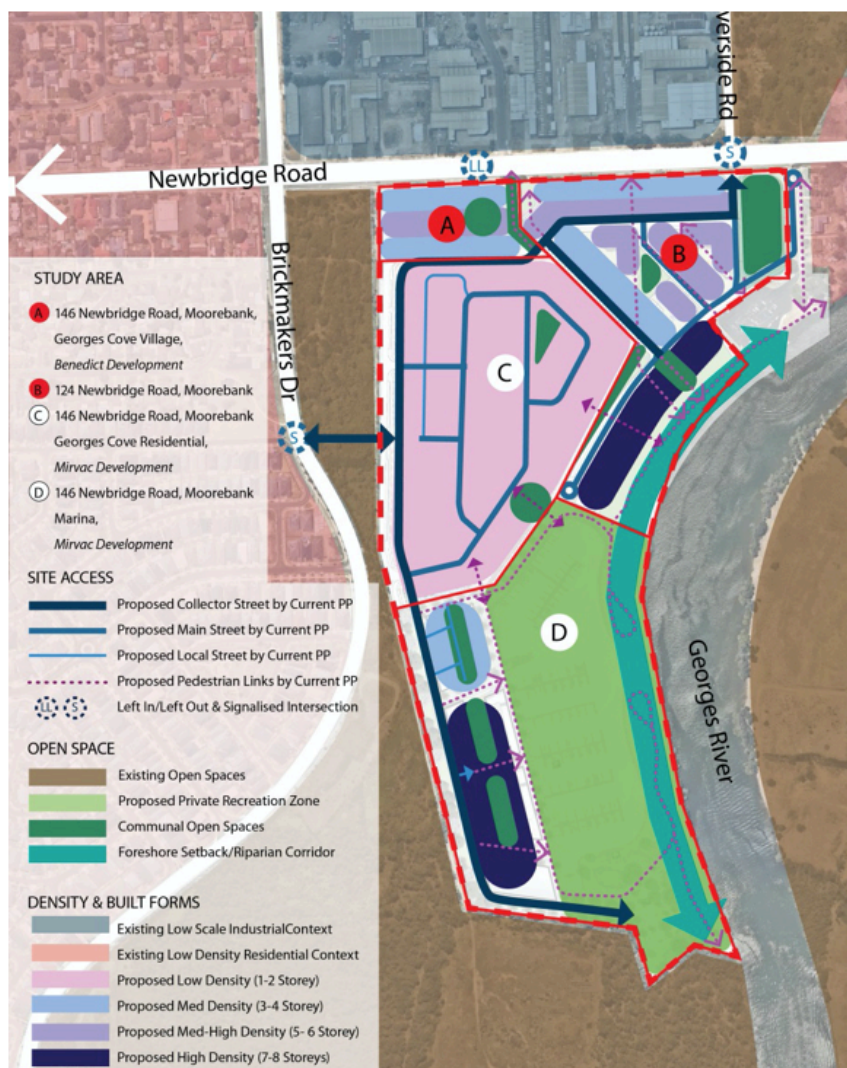 verside Rd
S
LL
Newbridge Road
A
B
Brickmakers Dr
STUDY AREA
A 146 Newbridge Road, Moorebank,
Georges Cove Village,
Benedict Development
B 124 Newbridge Road, Moorebank
C 146 Newbridge Road, Moorebank
Georges Cove Residential,
Mirvac Development
D 146 Newbridge Road, Moorebank
Marina,
Mirvac Development
C
S
D
Georges River
SITE ACCESS
Proposed Collector Street by Current PP
Proposed Main Street by Current PP
Proposed Local Street by Current PP
Proposed Pedestrian Links by Current PP
LL S Left In/Left Out & Signalised Intersection
OPEN SPACE
Existing Open Spaces
Proposed Private Recreation Zone
Communal Open Spaces
Foreshore Setback/Riparian Corridor
DENSITY & BUILT FORMS
Existing Low Scale IndustrialContext
Existing Low Density Residential Context
Proposed Low Density (1-2 Storey)
Proposed Med Density (3-4 Storey)
Proposed Med-High Density (5- 6 Storey)
Proposed High Density (7-8 Storeys)